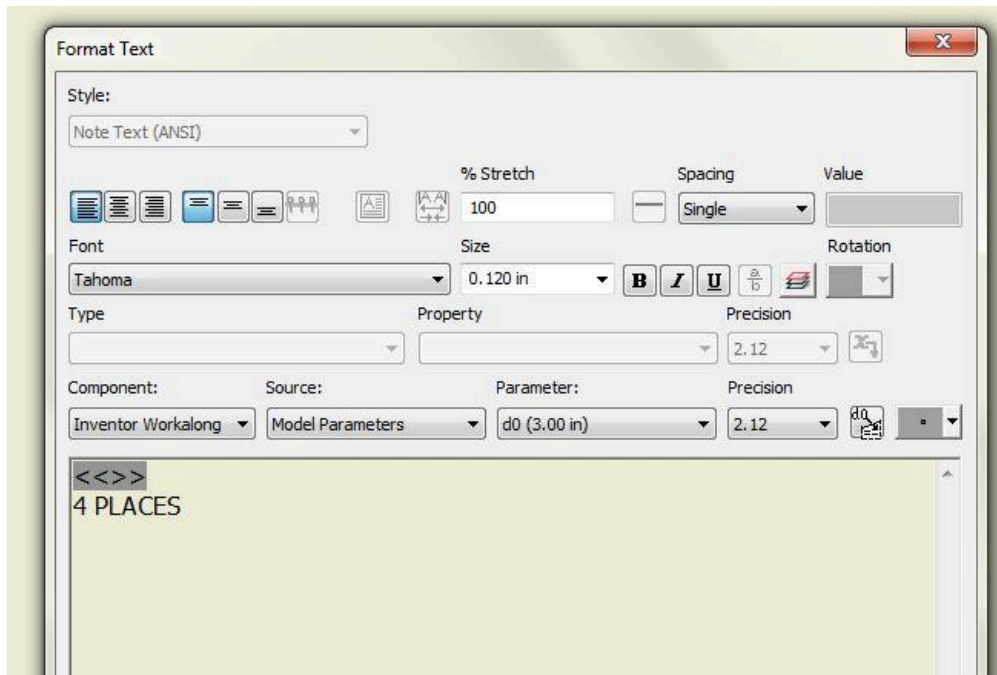 Format Text
Style:
Note Text (ANSI)
% Stretch Spacing Value
100 Single
Font Size Rotation
Tahoma 0.120 in B I U a/b
Type Property Precision
2.12
Component: Source: Parameter: Precision
Inventor Workalong Model Parameters d0 (3.00 in) 2.12
<<>>
4 PLACES